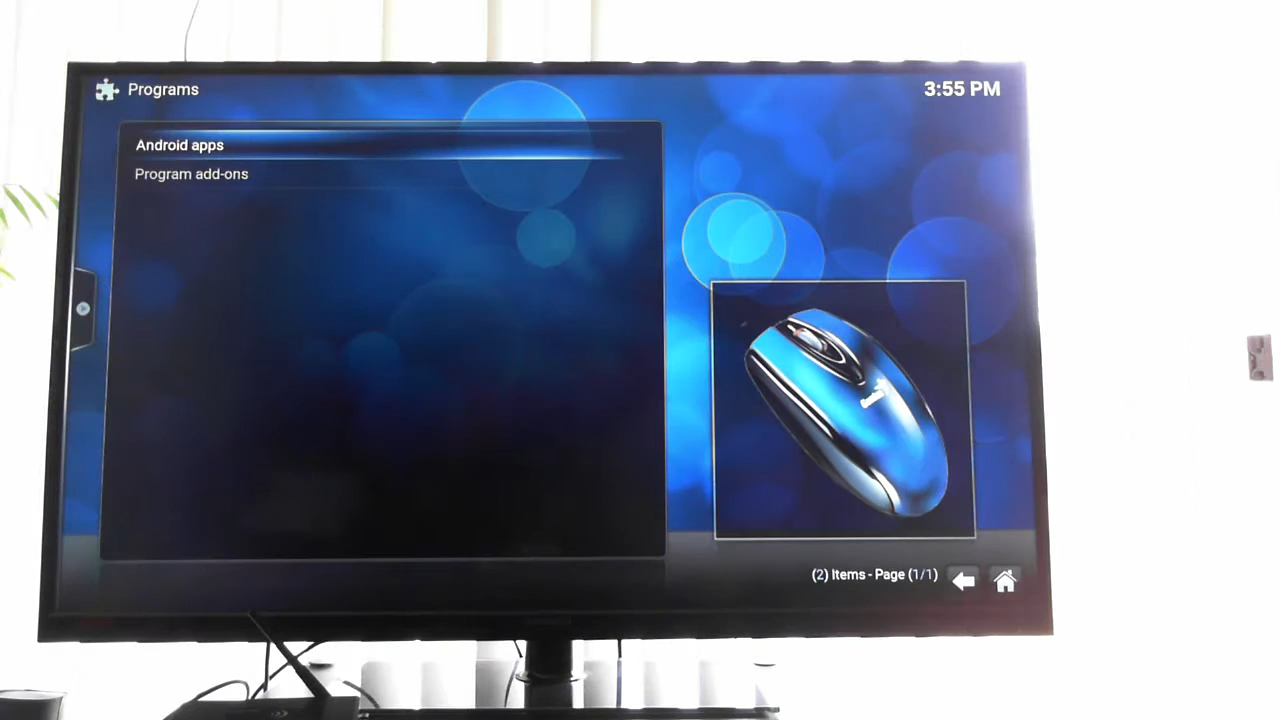 Programs
3:55 PM
Android apps
Program add-ons
(2) Items - Page (1/1)